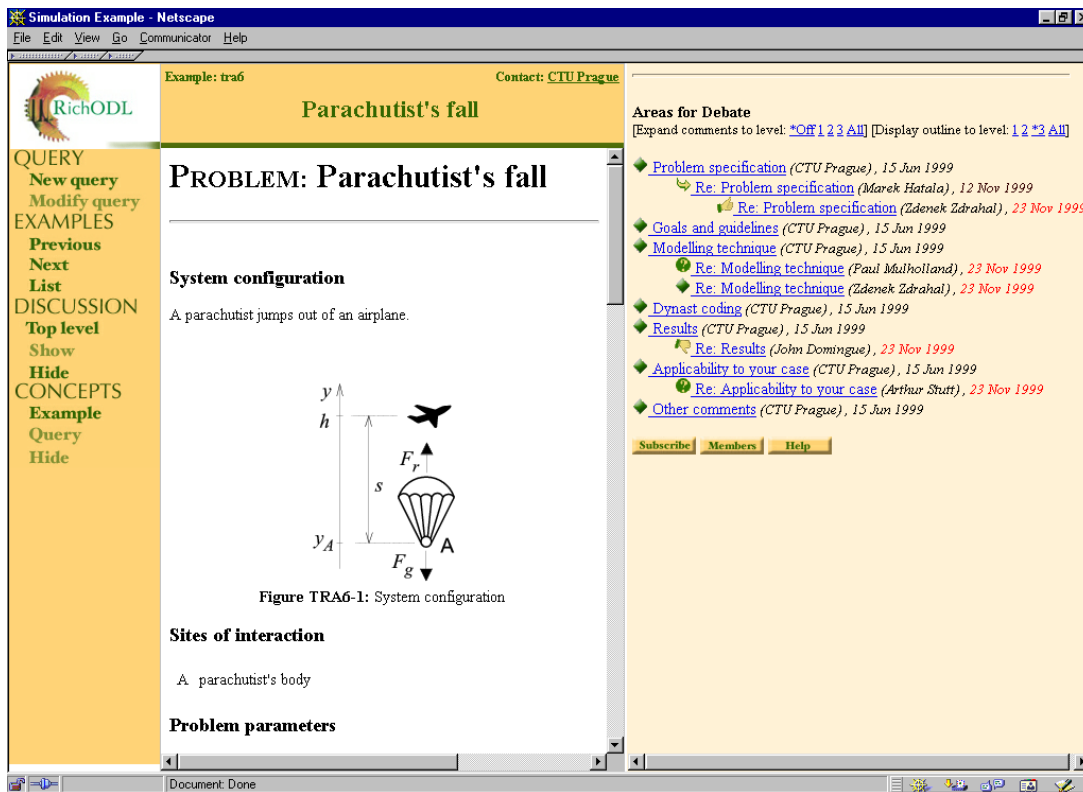 Simulation Example - Netscape
File Edit View Go Communicator Help
RichODL
QUERY
New query
Modify query
EXAMPLES
Previous
Next
List
DISCUSSION
Top level
Show
Hide
CONCEPTS
Example
Query
Hide
Example: tra6 Contact: CTU Prague
Parachutist's fall
PROBLEM: Parachutist's fall
System configuration
A parachutist jumps out of an airplane.
y
h
Fr
s
yA
A
Fg
Figure TRA6-1: System configuration
Sites of interaction
A parachutist's body
Problem parameters
Areas for Debate
[Expand comments to level: *Off 1 2 3 All] [Display outline to level: 1 2 *3 All]
Problem specification (CTU Prague), 15 Jun 1999
Re: Problem specification (Marek Hatala), 12 Nov 1999
Re: Problem specification (Zdenek Zdrahal), 23 Nov 1999
Goals and guidelines (CTU Prague), 15 Jun 1999
Modelling technique (CTU Prague), 15 Jun 1999
Re: Modelling technique (Paul Mulholland), 23 Nov 1999
Re: Modelling technique (Zdenek Zdrahal), 23 Nov 1999
Dynast coding (CTU Prague), 15 Jun 1999
Results (CTU Prague), 15 Jun 1999
Re: Results (John Domingue), 23 Nov 1999
Applicability to your case (CTU Prague), 15 Jun 1999
Re: Applicability to your case (Arthur Stutt), 23 Nov 1999
Other comments (CTU Prague), 15 Jun 1999
Subscribe Members Help
Document: Done